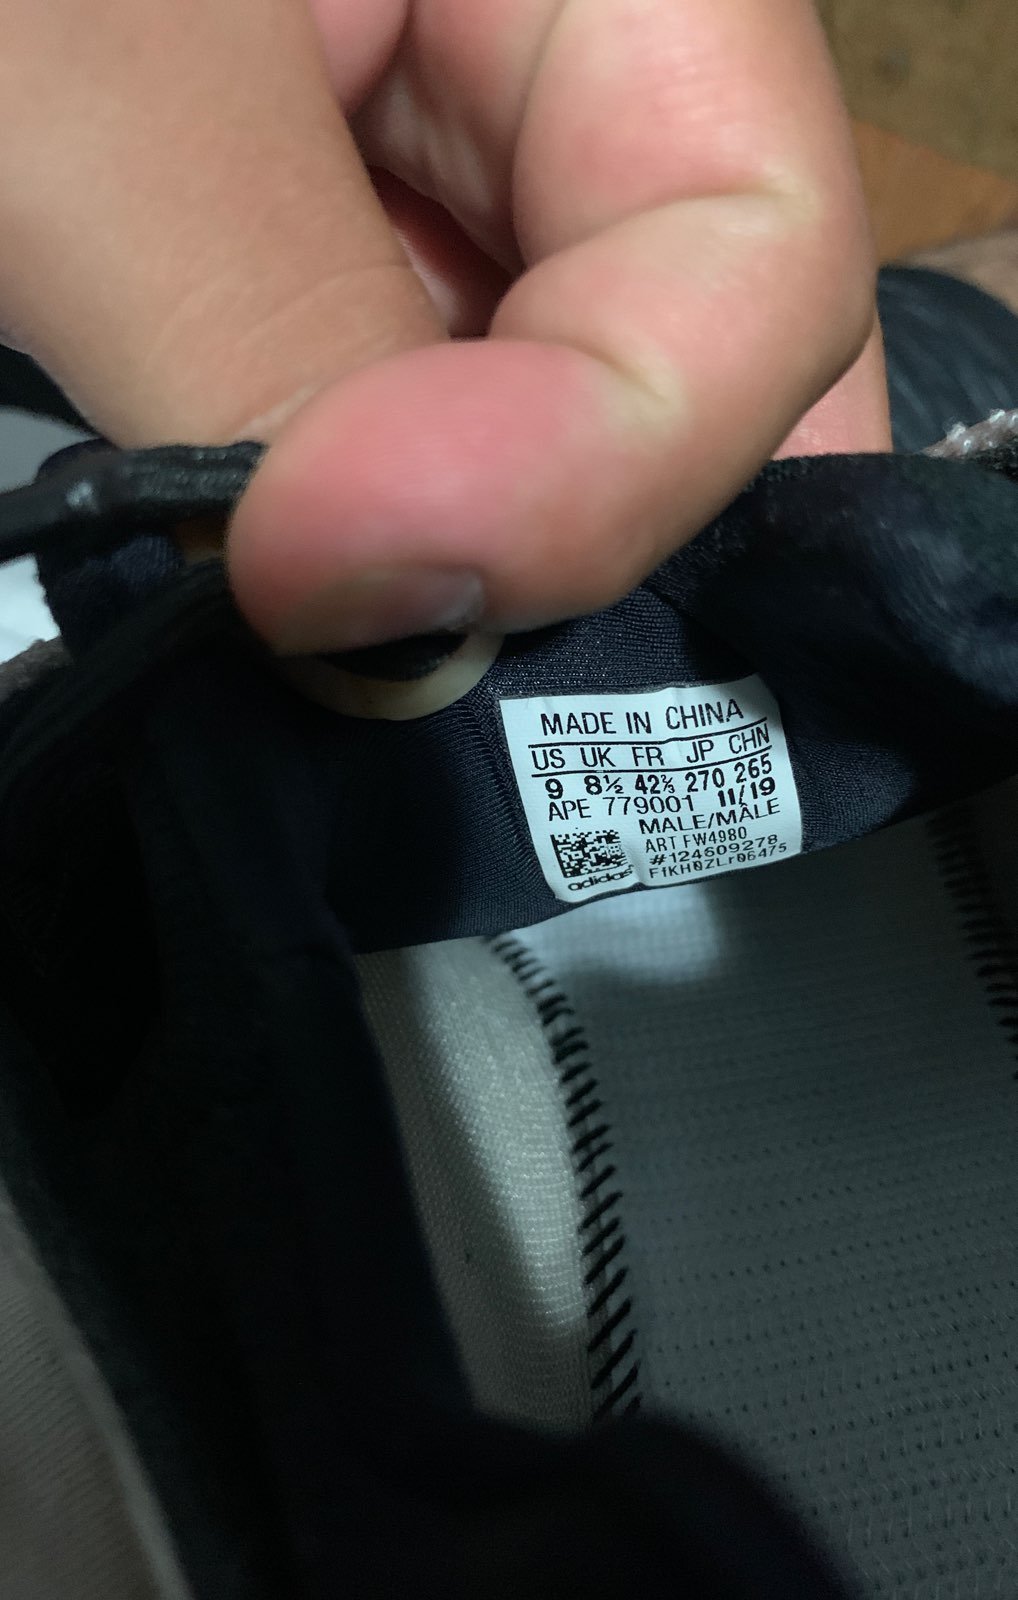 MADE IN CHINA
US UK FR JP CHN
9 8½ 42⅔ 270 265
APE 779001 11/19
MALE/MÂLE
ART FW4980
#124609278
F1KH0ZLr06475
adidas